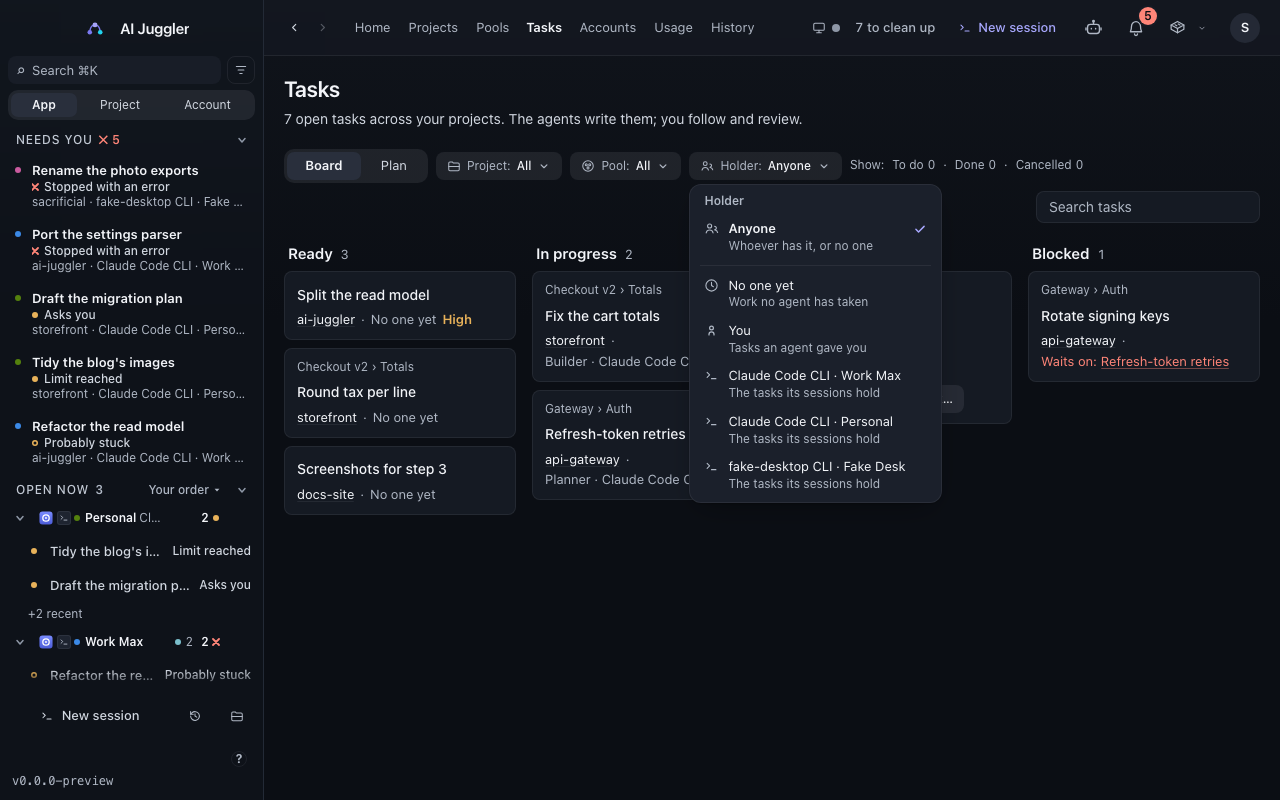 AI Juggler
Search ⌘K
App Project Account
NEEDS YOU 5
Rename the photo exports
Stopped with an error
sacrificial · fake-desktop CLI · Fake ...
Port the settings parser
Stopped with an error
ai-juggler · Claude Code CLI · Work ...
Draft the migration plan
Asks you
storefront · Claude Code CLI · Perso...
Tidy the blog's images
Limit reached
storefront · Claude Code CLI · Perso...
Refactor the read model
Probably stuck
ai-juggler · Claude Code CLI · Work ...
OPEN NOW 3 Your order
Personal Cl... 2
Tidy the blog's i... Limit reached
Draft the migration p... Asks you
+2 recent
Work Max 2 2
Refactor the re... Probably stuck
New session
?
v0.0.0-preview
Home Projects Pools Tasks Accounts Usage History
7 to clean up
New session
5
S
Tasks
7 open tasks across your projects. The agents write them; you follow and review.
Board Plan
Project: All
Pool: All
Holder: Anyone
Show: To do 0 · Done 0 · Cancelled 0
Search tasks
Holder
Anyone
Whoever has it, or no one
No one yet
Work no agent has taken
You
Tasks an agent gave you
Claude Code CLI · Work Max
The tasks its sessions hold
Claude Code CLI · Personal
The tasks its sessions hold
fake-desktop CLI · Fake Desk
The tasks its sessions hold
Ready 3
Split the read model
ai-juggler · No one yet High
Checkout v2 › Totals
Round tax per line
storefront · No one yet
Screenshots for step 3
docs-site · No one yet
In progress 2
Checkout v2 › Totals
Fix the cart totals
storefront ·
Builder · Claude Code C
Gateway › Auth
Refresh-token retries
api-gateway ·
Planner · Claude Code C
...
Blocked 1
Gateway › Auth
Rotate signing keys
api-gateway ·
Waits on: Refresh-token retries